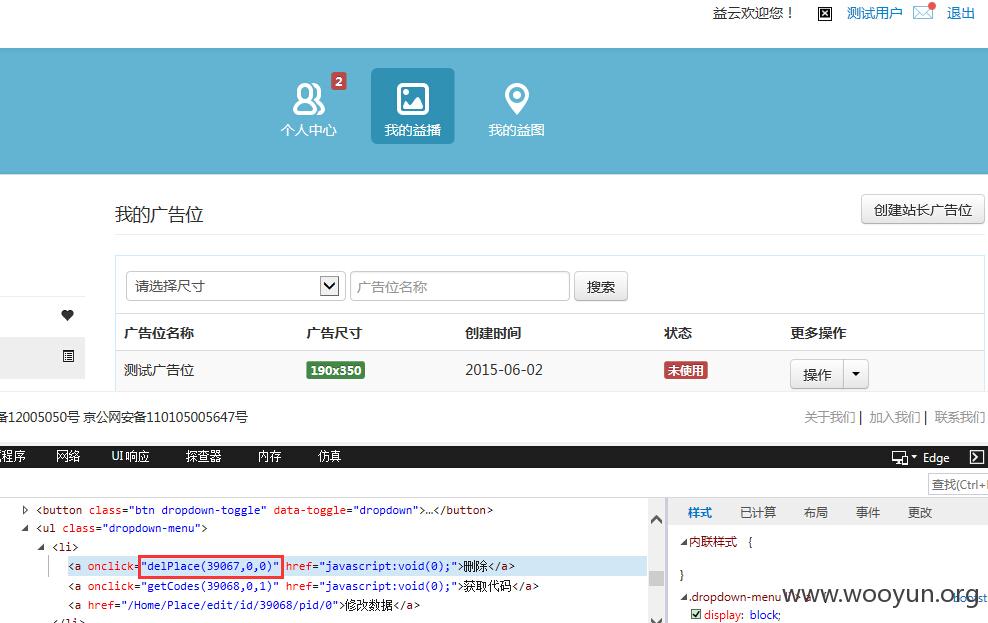 益云欢迎您！ 测试用户 退出
2
个人中心 我的益播 我的益图
我的广告位 创建站长广告位
请选择尺寸 广告位名称 搜索
广告位名称 广告尺寸 创建时间 状态 更多操作
测试广告位 190x350 2015-06-02 未使用 操作
备12005050号 京公网安备110105005647号 关于我们 | 加入我们 | 联系我们
程序 网络 UI 响应 探查器 内存 仿真 Edge
查找(Ctrl+
<button class="btn dropdown-toggle" data-toggle="dropdown">…</button> 样式 已计算 布局 事件 更改
<ul class="dropdown-menu">
<li> 内联样式 {
<a onclick="delPlace(39067,0,0)" href="javascript:void(0);">删除</a>
<a onclick="getCodes(39068,0,1)" href="javascript:void(0);">获取代码</a> }
<a href="/Home/Place/edit/id/39068/pid/0">修改数据</a> .dropdown-menu
www.wooyun.org
</li> display: block;